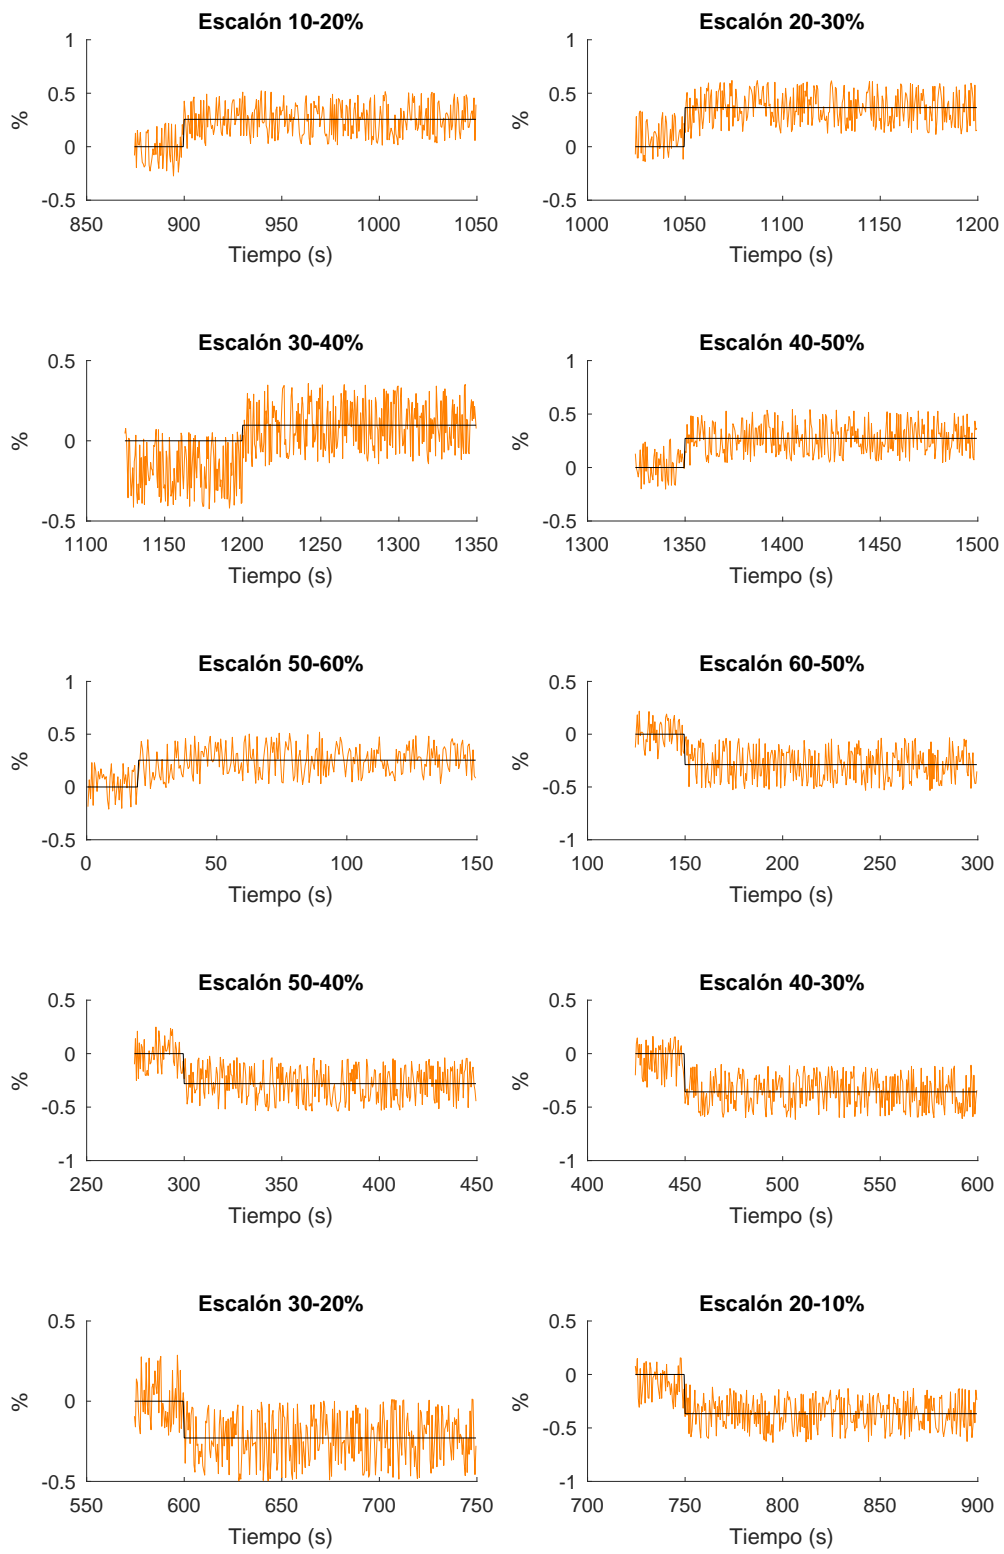 Escalón 10-20%
1
0.5
0
-0.5
%
850 900 950 1000 1050
Tiempo (s)
Escalón 20-30%
1
0.5
0
-0.5
%
1000 1050 1100 1150 1200
Tiempo (s)
Escalón 30-40%
0.5
0
-0.5
%
1100 1150 1200 1250 1300 1350
Tiempo (s)
Escalón 40-50%
1
0.5
0
-0.5
%
1300 1350 1400 1450 1500
Tiempo (s)
Escalón 50-60%
1
0.5
0
-0.5
%
0 50 100 150
Tiempo (s)
Escalón 60-50%
0.5
0
-0.5
-1
%
100 150 200 250 300
Tiempo (s)
Escalón 50-40%
0.5
0
-0.5
-1
%
250 300 350 400 450
Tiempo (s)
Escalón 40-30%
0.5
0
-0.5
-1
%
400 450 500 550 600
Tiempo (s)
Escalón 30-20%
0.5
0
-0.5
%
550 600 650 700 750
Tiempo (s)
Escalón 20-10%
0.5
0
-0.5
-1
%
700 750 800 850 900
Tiempo (s)